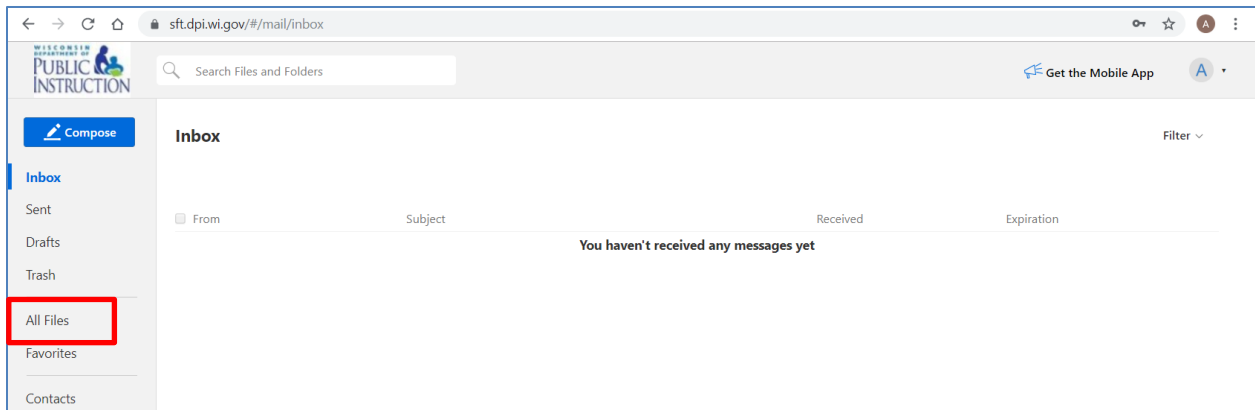 sft.dpi.wi.gov/#/mail/inbox
A
WISCONSIN
DEPARTMENT OF
PUBLIC
INSTRUCTION
Search Files and Folders
Get the Mobile App
A
Compose
Inbox
Filter
Inbox
Sent
From Subject Received Expiration
Drafts
You haven't received any messages yet
Trash
All Files
Favorites
Contacts